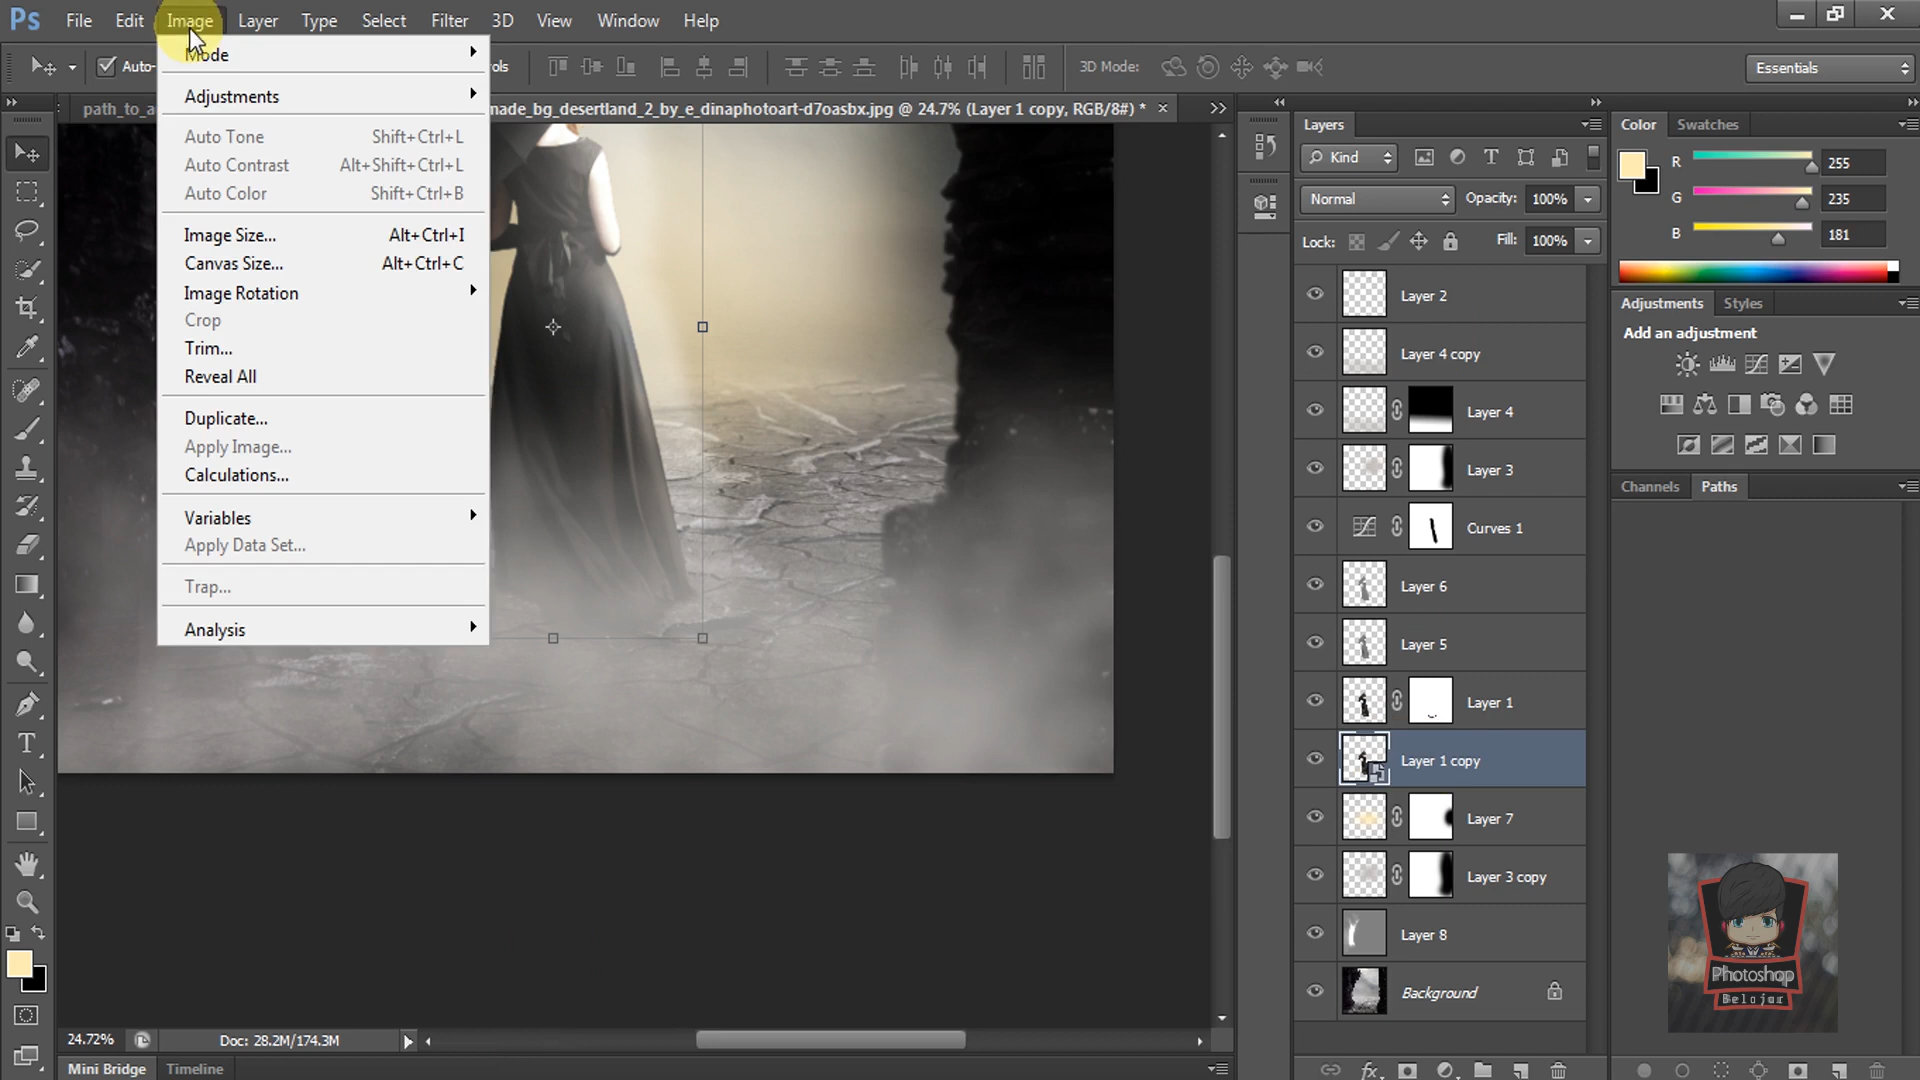 Ps File Edit Image Layer Type Select Filter 3D View Window Help
Auto- ols 3D Mode: Essentials
path_to_a nade_bg_desertland_2_by_e_dinaphotoart-d7oasbx.jpg @ 24.7% (Layer 1 copy, RGB/8#) *
Mode
Adjustments
Auto Tone Shift+Ctrl+L
Auto Contrast Alt+Shift+Ctrl+L
Auto Color Shift+Ctrl+B
Image Size... Alt+Ctrl+I
Canvas Size... Alt+Ctrl+C
Image Rotation
Crop
Trim...
Reveal All
Duplicate...
Apply Image...
Calculations...
Variables
Apply Data Set...
Trap...
Analysis
Layers
Kind
Normal Opacity: 100%
Lock: Fill: 100%
Layer 2
Layer 4 copy
Layer 4
Layer 3
Curves 1
Layer 6
Layer 5
Layer 1
Layer 1 copy
Layer 7
Layer 3 copy
Layer 8
Background
fx
Color Swatches
R 255
G 235
B 181
Adjustments Styles
Add an adjustment
Channels Paths
Photoshop
Belajar
24.72% Doc: 28.2M/174.3M
Mini Bridge Timeline